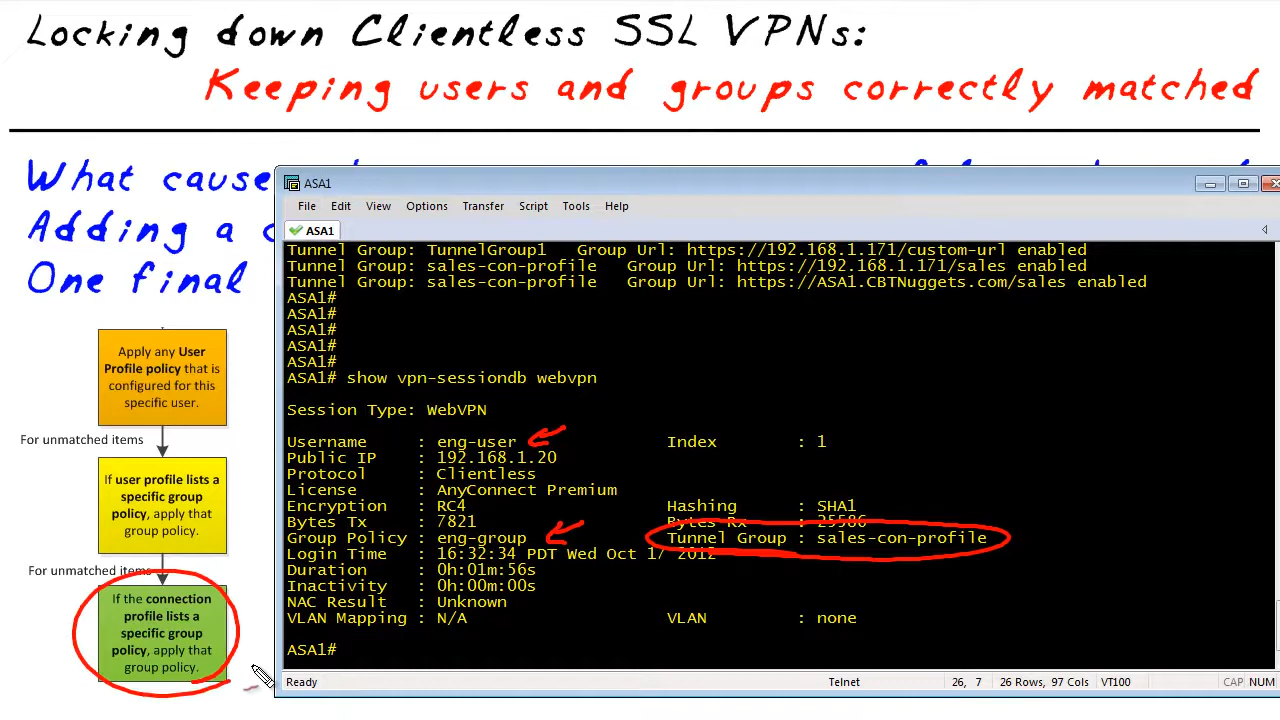 Locking down Clientless SSL VPNs:
Keeping users and groups correctly matched
What cause
Adding a c
One final
Apply any User
Profile policy that is
configured for this
specific user.
For unmatched items
If user profile lists a
specific group
policy, apply that
group policy.
For unmatched items
If the connection
profile lists a
specific group
policy, apply that
group policy.
ASA1
File Edit View Options Transfer Script Tools Help
ASA1
Tunnel Group: TunnelGroup1 Group Url: https://192.168.1.171/custom-url enabled
Tunnel Group: sales-con-profile Group Url: https://192.168.1.171/sales enabled
Tunnel Group: sales-con-profile Group Url: https://ASA1.CBTNuggets.com/sales enabled
ASA1#
ASA1#
ASA1#
ASA1#
ASA1#
ASA1# show vpn-sessiondb webvpn
Session Type: WebVPN
Username : eng-user Index : 1
Public IP : 192.168.1.20
Protocol : Clientless
License : AnyConnect Premium
Encryption : RC4 Hashing : SHA1
Bytes Tx : 7821 Bytes Rx : 25586
Group Policy : eng-group Tunnel Group : sales-con-profile
Login Time : 16:32:34 PDT Wed Oct 17 2012
Duration : 0h:01m:56s
Inactivity : 0h:00m:00s
NAC Result : Unknown
VLAN Mapping : N/A VLAN : none
ASA1#
Ready Telnet 26, 7 26 Rows, 97 Cols VT100 CAP NUM